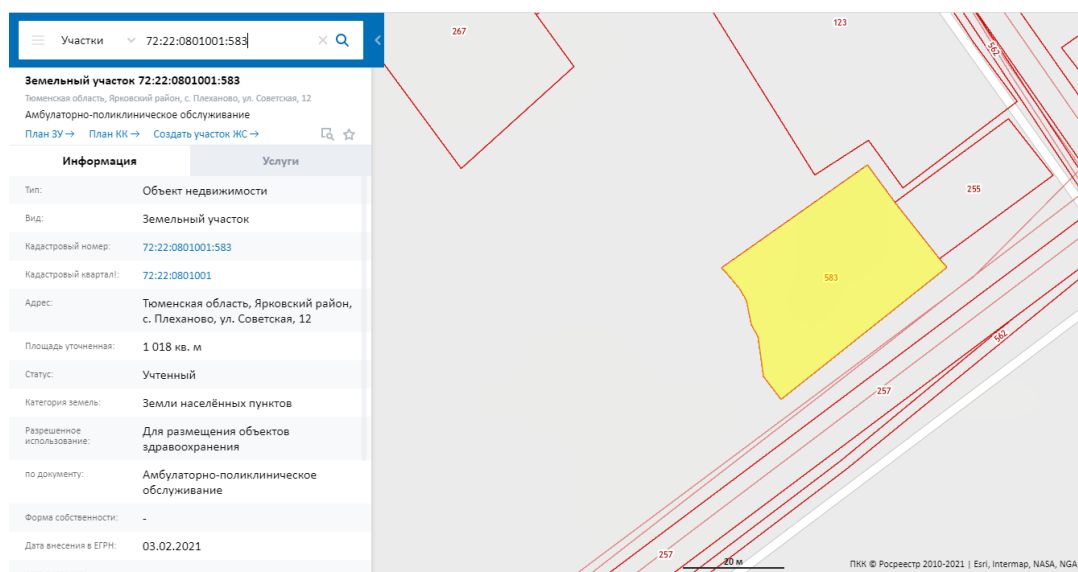 Участки 72:22:0801001:583
Земельный участок 72:22:0801001:583
Тюменская область, Ярковский район, с. Плеханово, ул. Советская, 12
Амбулаторно-поликлиническое обслуживание
План ЗУ → План КК → Создать участок ЖС →
Информация Услуги
Тип: Объект недвижимости
Вид: Земельный участок
Кадастровый номер: 72:22:0801001:583
Кадастровый квартал: 72:22:0801001
Адрес: Тюменская область, Ярковский район,
с. Плеханово, ул. Советская, 12
Площадь уточненная: 1 018 кв. м
Статус: Учтенный
Категория земель: Земли населённых пунктов
Разрешенное
использование:
Для размещения объектов
здравоохранения
по документу: Амбулаторно-поликлиническое
обслуживание
Форма собственности: -
Дата внесения в ЕГРН: 03.02.2021
267
123
562
255
583
562
257
257
20 м
ПКК © Росреестр 2010-2021 | Esri, Intermap, NASA, NGA